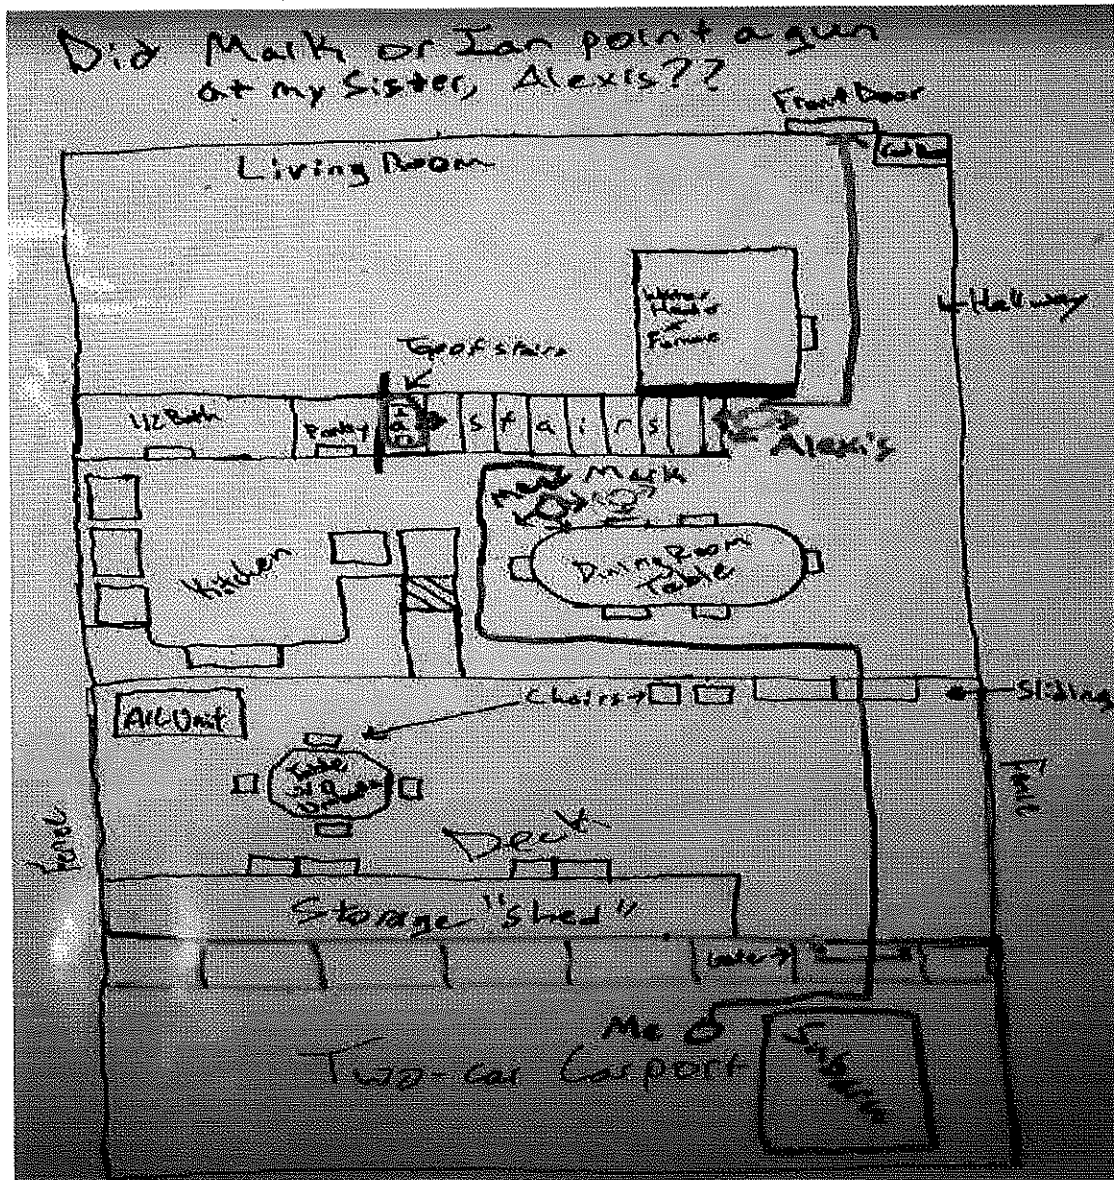 Did Mark or Ian point a gun
at my Sister, Alexis??
Front Door
Living Room
Water
Heater
Furnace
←Hallway
Top of stairs
1/2 Bath
Pantry
S t a i r s
Alexis
Me
Mark
Kitchen
Dining Room
Table
A/C Unit
Chairs→
←Sliding
Table
Fence
Fence
Deck
Storage "shed"
Gate→
Me
Two-car Carport